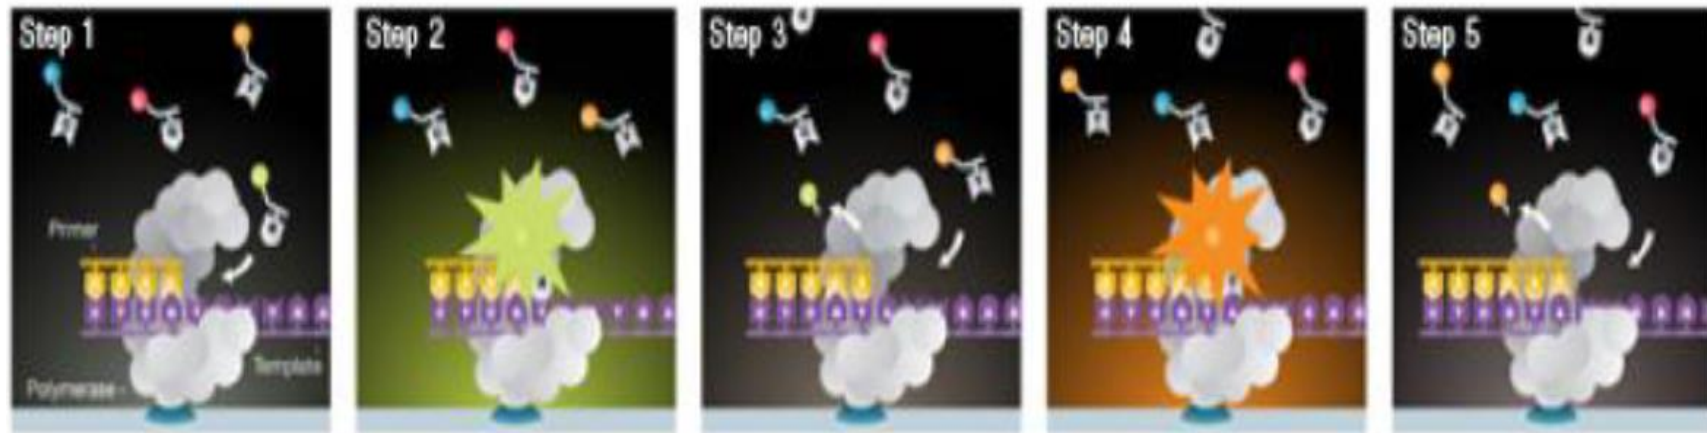 Step 1
Step 2
Step 3
Step 4
Step 5
Primer
Template
Polymerase